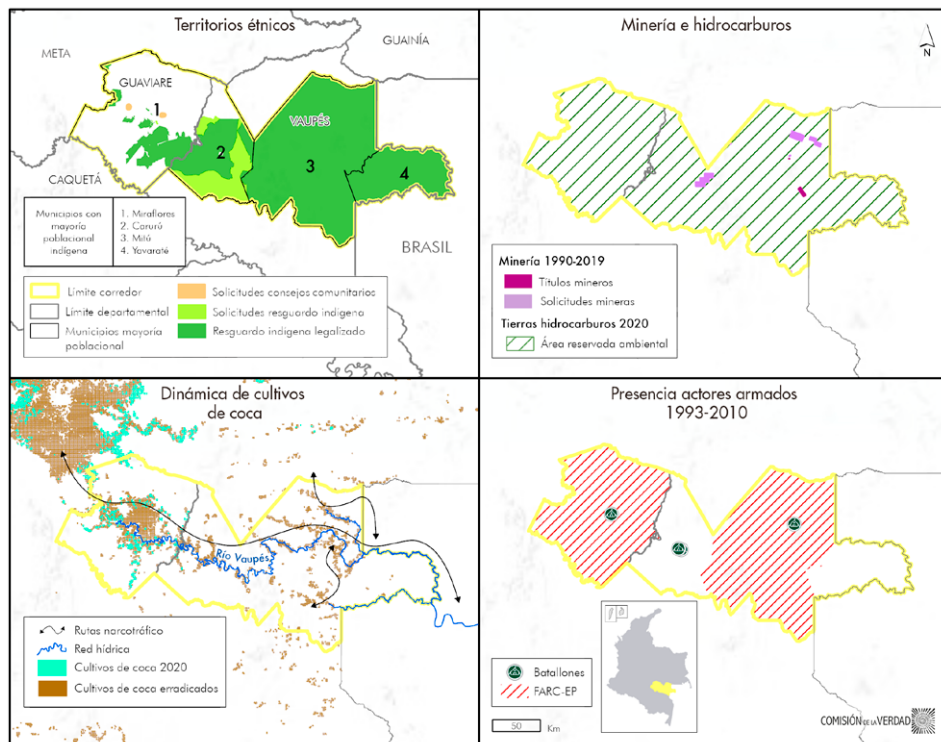 Territorios étnicos
META
GUAINÍA
GUAVIARE
1
VAUPÉS
2
3
4
CAQUETÁ
BRASIL
Municipios con
mayoría
poblacional
indígena
1. Miraflores
2. Carurú
3. Mitú
4. Yavaraté
Límite corredor
Límite departamental
Municipios mayoría
poblacional
Solicitudes consejos comunitarios
Solicitudes resguardo indígena
Resguardo indígena legalizado
Minería e hidrocarburos
N
Minería 1990-2019
Títulos mineros
Solicitudes mineras
Tierras hidrocarburos 2020
Área reservada ambiental
Dinámica de cultivos
de coca
Río Vaupés
Rutas narcotráfico
Red hídrica
Cultivos de coca 2020
Cultivos de coca erradicados
Presencia actores armados
1993-2010
Batallones
FARC-EP
50 Km
COMISIÓN DE LA VERDAD